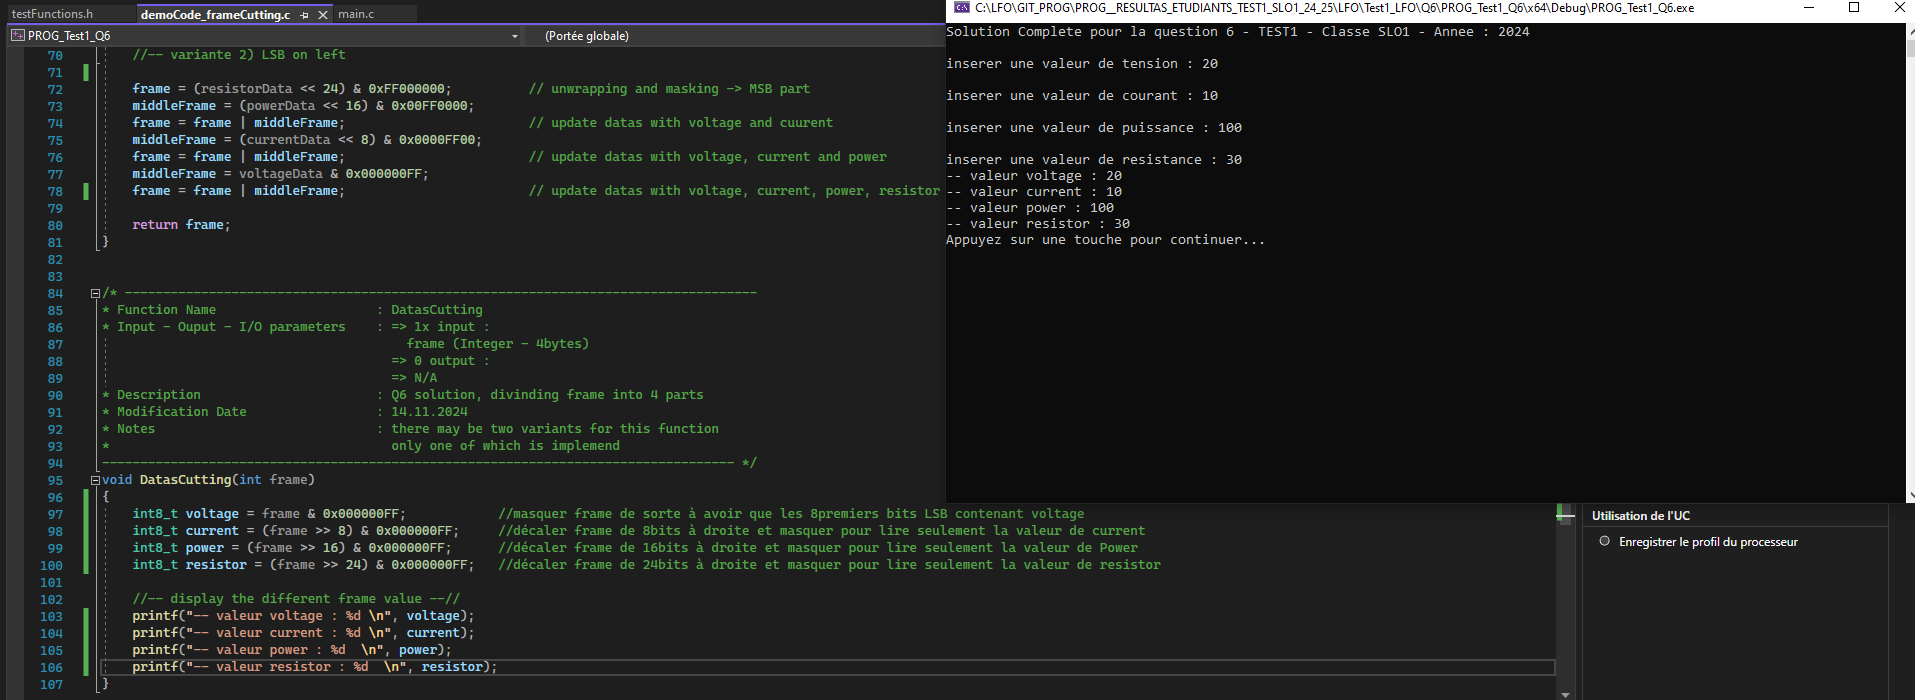 testFunctions.h
demoCode_frameCutting.c
main.c
PROG_Test1_Q6
(Portée globale)
70 //-- variante 2) LSB on left
71
72 frame = (resistorData << 24) & 0xFF000000; // unwrapping and masking -> MSB part
73 middleFrame = (powerData << 16) & 0x00FF0000;
74 frame = frame | middleFrame; // update datas with voltage and cuurent
75 middleFrame = (currentData << 8) & 0x0000FF00;
76 frame = frame | middleFrame; // update datas with voltage, current and power
77 middleFrame = voltageData & 0x000000FF;
78 frame = frame | middleFrame; // update datas with voltage, current, power, resistor
79
80 return frame;
81 }
82
83
84 /* -----------------------------------------------------------------------------------
85 * Function Name : DatasCutting
86 * Input - Ouput - I/O parameters : => 1x input :
87 frame (Integer - 4bytes)
88 => 0 output :
89 => N/A
90 * Description : Q6 solution, divinding frame into 4 parts
91 * Modification Date : 14.11.2024
92 * Notes : there may be two variants for this function
93 * only one of which is implemend
94 ----------------------------------------------------------------------------------- */
95 void DatasCutting(int frame)
96 {
97 int8_t voltage = frame & 0x000000FF; //masquer frame de sorte à avoir que les 8premiers bits LSB contenant voltage
98 int8_t current = (frame >> 8) & 0x000000FF; //décaler frame de 8bits à droite et masquer pour lire seulement la valeur de current
99 int8_t power = (frame >> 16) & 0x000000FF; //décaler frame de 16bits à droite et masquer pour lire seulement la valeur de Power
100 int8_t resistor = (frame >> 24) & 0x000000FF; //décaler frame de 24bits à droite et masquer pour lire seulement la valeur de resistor
101
102 //-- display the different frame value --//
103 printf("-- valeur voltage : %d \n", voltage);
104 printf("-- valeur current : %d \n", current);
105 printf("-- valeur power : %d  \n", power);
106 printf("-- valeur resistor : %d  \n", resistor);
107 }
C:\LFO\GIT_PROG\PROG__RESULTAS_ETUDIANTS_TEST1_SLO1_24_25\LFO\Test1_LFO\Q6\PROG_Test1_Q6\x64\Debug\PROG_Test1_Q6.exe
Solution Complete pour la question 6 - TEST1 - Classe SLO1 - Annee : 2024
inserer une valeur de tension : 20
inserer une valeur de courant : 10
inserer une valeur de puissance : 100
inserer une valeur de resistance : 30
-- valeur voltage : 20
-- valeur current : 10
-- valeur power : 100
-- valeur resistor : 30
Appuyez sur une touche pour continuer...
Utilisation de l'UC
Enregistrer le profil du processeur